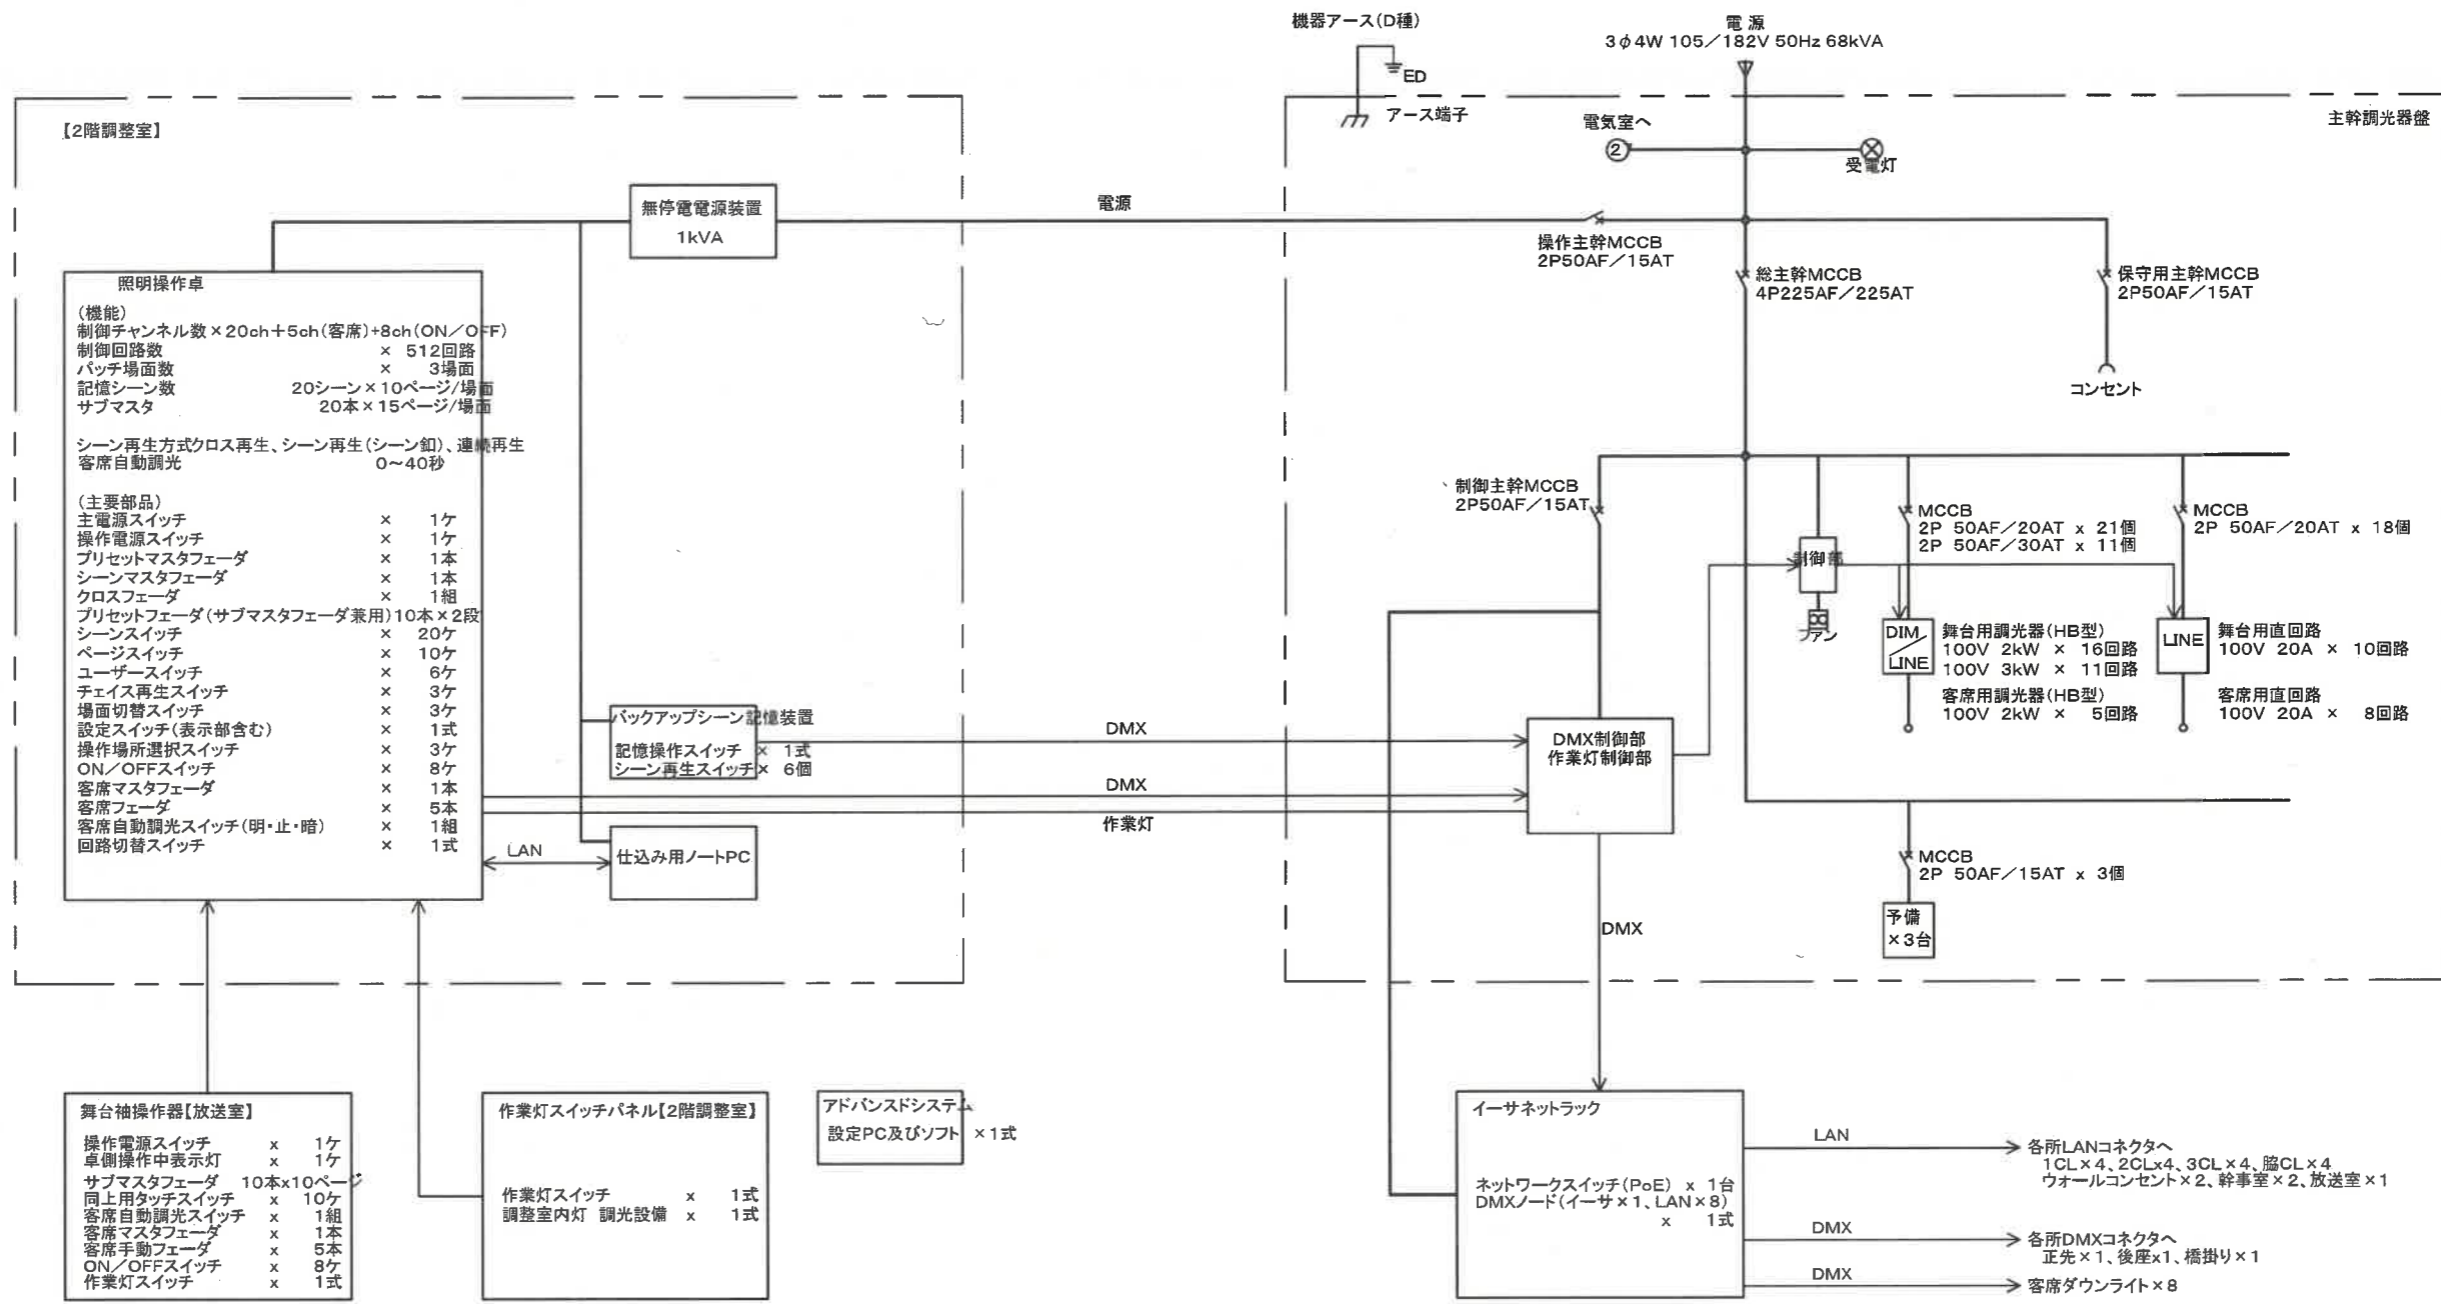 機器アース(D種)
ED
アース端子
電 源
3φ4W 105/182V 50Hz 68kVA
主幹調光器盤
電気室へ
2
受電灯
【2階調整室】
無停電電源装置
1kVA
電源
操作主幹MCCB
2P50AF/15AT
総主幹MCCB
4P225AF/225AT
保守用主幹MCCB
2P50AF/15AT
コンセント
照明操作卓
(機能)
制御チャンネル数×20ch+5ch(客席)+8ch(ON/OFF)
制御回路数 × 512回路
パッチ場面数 × 3場面
記憶シーン数 20シーン×10ページ/場面
サブマスタ 20本×15ページ/場面
シーン再生方式クロス再生、シーン再生(シーン釦)、連続再生
客席自動調光 0~40秒
(主要部品)
主電源スイッチ × 1ケ
操作電源スイッチ × 1ケ
プリセットマスタフェーダ × 1本
シーンマスタフェーダ × 1本
クロスフェーダ × 1組
プリセットフェーダ(サブマスタフェーダ兼用)10本×2段
シーンスイッチ × 20ケ
ページスイッチ × 10ケ
ユーザースイッチ × 6ケ
チェイス再生スイッチ × 3ケ
場面切替スイッチ × 3ケ
設定スイッチ(表示部含む) × 1式
操作場所選択スイッチ × 3ケ
ON/OFFスイッチ × 8ケ
客席マスタフェーダ × 1本
客席フェーダ × 5本
客席自動調光スイッチ(明・止・暗) × 1組
回路切替スイッチ × 1式
バックアップシーン記憶装置
記憶操作スイッチ × 1式
シーン再生スイッチ× 6個
LAN
仕込み用ノートPC
DMX
DMX
作業灯
制御主幹MCCB
2P50AF/15AT
DMX制御部
作業灯制御部
制御部
ファン
MCCB
2P 50AF/20AT x 21個
2P 50AF/30AT x 11個
DIM/
LINE
舞台用調光器(HB型)
100V 2kW × 16回路
100V 3kW × 11回路
客席用調光器(HB型)
100V 2kW × 5回路
MCCB
2P 50AF/20AT x 18個
LINE
舞台用直回路
100V 20A × 10回路
客席用直回路
100V 20A × 8回路
MCCB
2P 50AF/15AT x 3個
予備
×3台
DMX
舞台袖操作器【放送室】
操作電源スイッチ x 1ケ
卓側操作中表示灯 x 1ケ
サブマスタフェーダ 10本x10ページ
同上用タッチスイッチ x 10ケ
客席自動調光スイッチ x 1組
客席マスタフェーダ x 1本
客席手動フェーダ x 5本
ON/OFFスイッチ x 8ケ
作業灯スイッチ x 1式
作業灯スイッチパネル【2階調整室】
作業灯スイッチ x 1式
調整室内灯 調光設備 x 1式
アドバンスドシステム
設定PC及びソフト ×1式
イーサネットラック
ネットワークスイッチ(PoE) x 1台
DMXノード(イーサ×1、LAN×8)
x 1式
LAN
各所LANコネクタへ
1CL×4、2CLx4、3CL×4、脇CL×4
ウォールコンセント×2、幹事室×2、放送室×1
DMX
各所DMXコネクタへ
正先×1、後座x1、橋掛り×1
DMX
客席ダウンライト×8